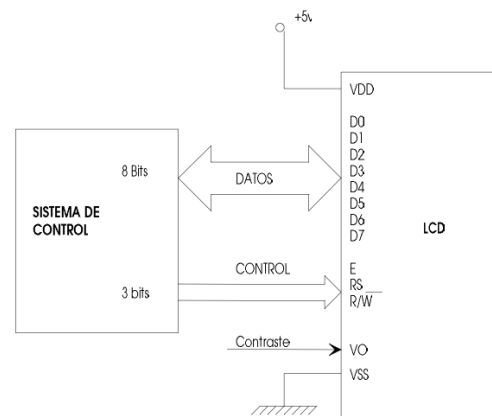 +5v
VDD
D0
D1
D2
D3
D4
D5
D6
D7
8 Bits
DATOS
SISTEMA DE
CONTROL
LCD
CONTROL
3 bits
E
RS
R/W
Contraste
VO
VSS